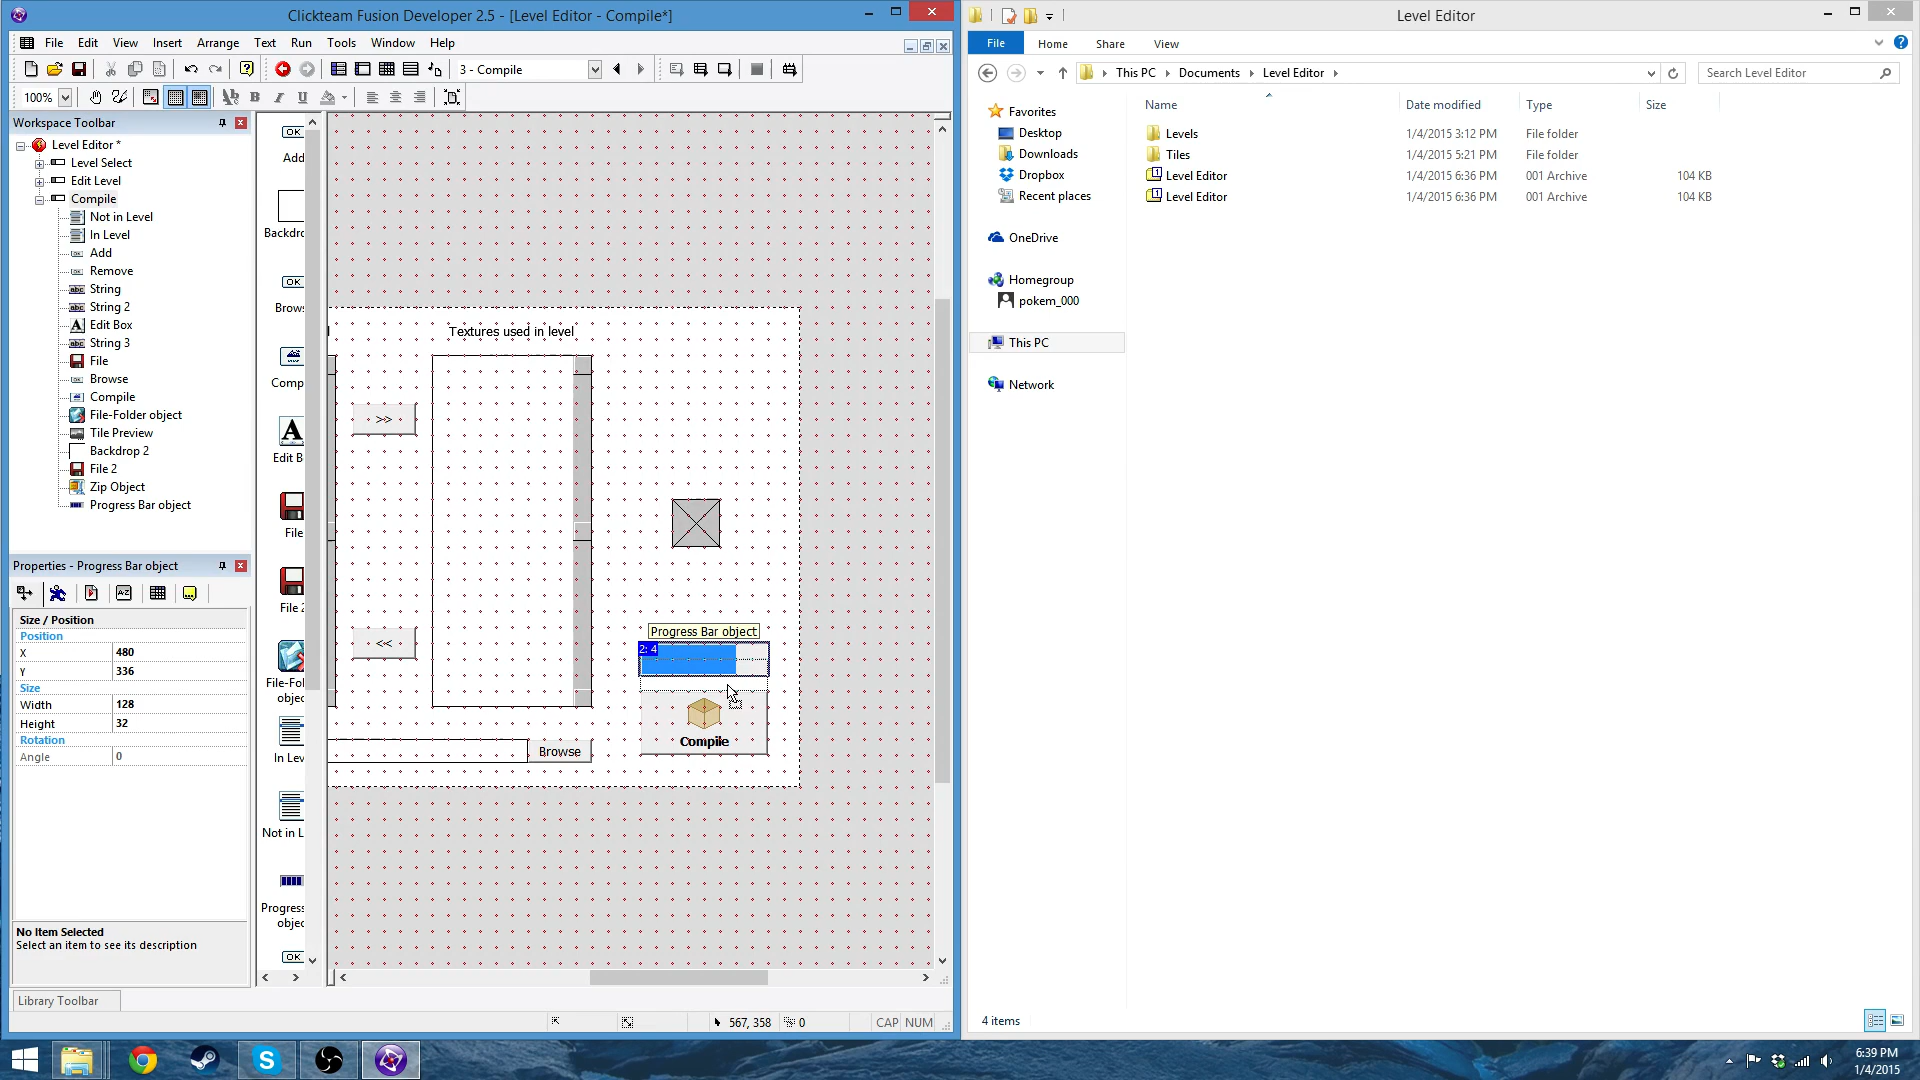 Clickteam Fusion Developer 2.5 - [Level Editor - Compile*]
File Edit View Insert Arrange Text Run Tools Window Help
3 - Compile
100%
Workspace Toolbar
Level Editor *
Level Select
Edit Level
Compile
Not in Level
In Level
Add
Remove
String
String 2
Edit Box
String 3
File
Browse
Compile
File-Folder object
Tile Preview
Backdrop 2
File 2
Zip Object
Progress Bar object
Properties - Progress Bar object
Size / Position
Position
X 480
Y 336
Size
Width 128
Height 32
Rotation
Angle 0
No Item Selected
Select an item to see its description
Library Toolbar
OK
Add
Backdro
OK
Brows
Comp
Edit B
File
File 2
File-Fol
objec
In Lev
Not in L
Progress
objec
OK
Textures used in level
>>
<<
Progress Bar object
2: 4
Compile
Browse
567, 358
0
CAP NUM
Level Editor
File Home Share View
This PC Documents Level Editor
Search Level Editor
Name Date modified Type Size
Levels 1/4/2015 3:12 PM File folder
Tiles 1/4/2015 5:21 PM File folder
Level Editor 1/4/2015 6:36 PM 001 Archive 104 KB
Level Editor 1/4/2015 6:36 PM 001 Archive 104 KB
Favorites
Desktop
Downloads
Dropbox
Recent places
OneDrive
Homegroup
pokem_000
This PC
Network
4 items
6:39 PM
1/4/2015